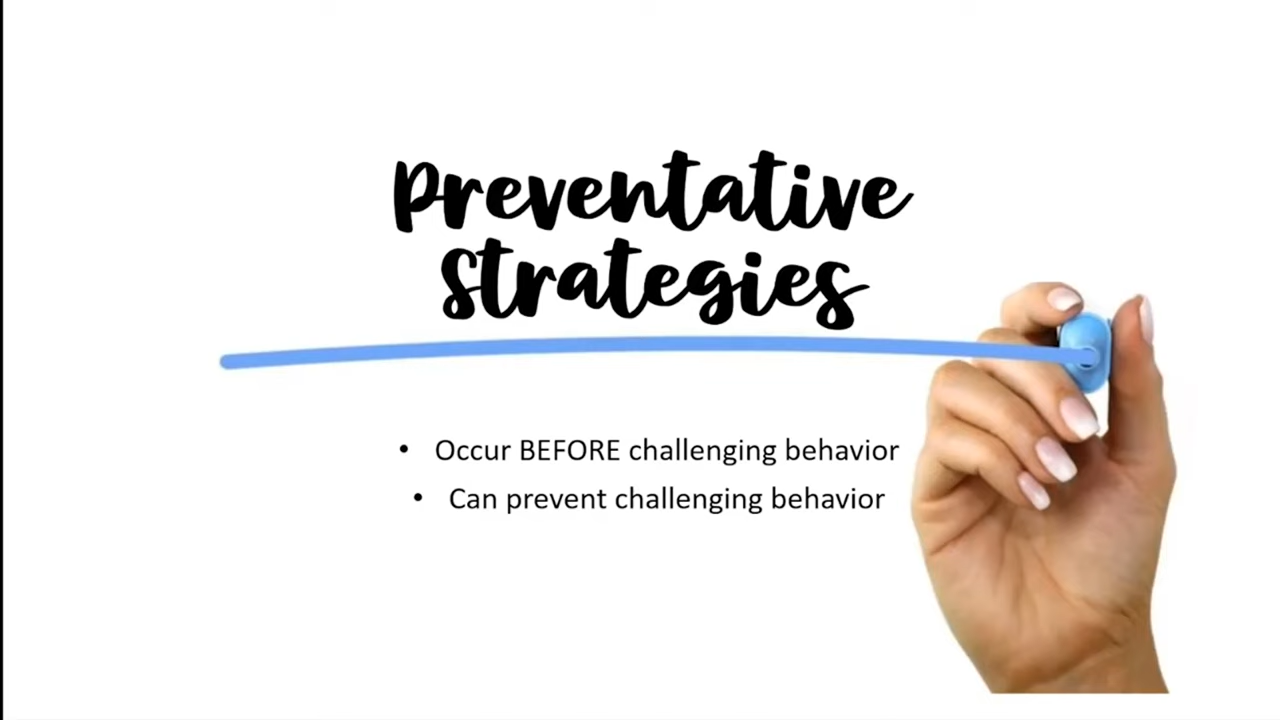 Preventative
Strategies
• Occur BEFORE challenging behavior
• Can prevent challenging behavior